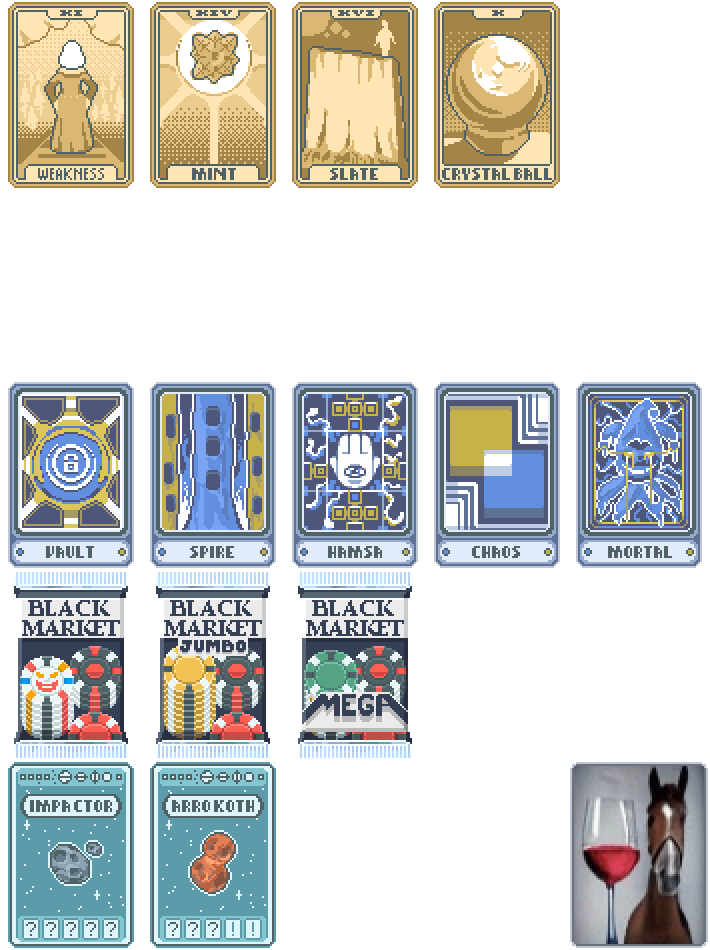 XI
XIV
XVI
X
WEAKNESS
MINT
SLATE
CRYSTAL BALL
VAULT
SPIRE
HAMSA
CHAOS
MORTAL
BLACK
MARKET
BLACK
MARKET
JUMBO
BLACK
MARKET
MEGA
IMPACTOR
ARROKOTH
? ? ? ? ?
? ? ? ! !